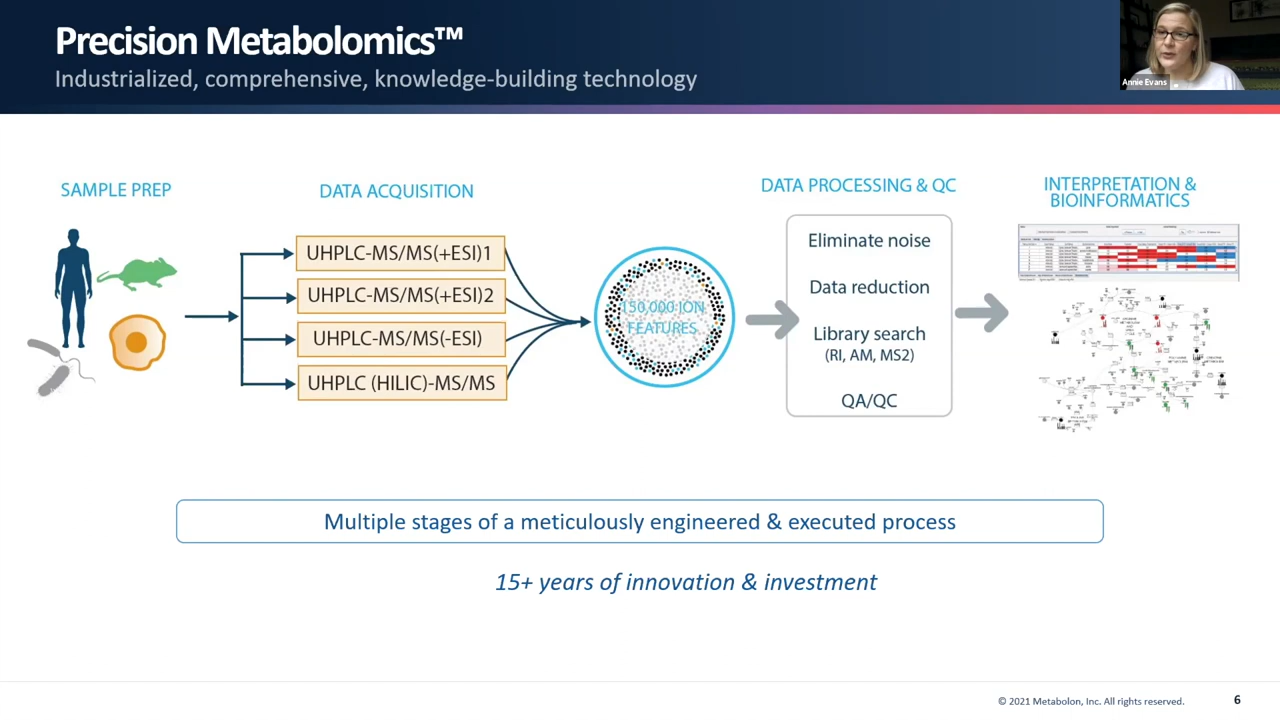 Precision Metabolomics™
Industrialized, comprehensive, knowledge-building technology
Annie Evans
SAMPLE PREP
DATA ACQUISITION
UHPLC-MS/MS(+ESI)1
UHPLC-MS/MS(+ESI)2
UHPLC-MS/MS(-ESI)
UHPLC (HILIC)-MS/MS
150,000 ION
FEATURES
DATA PROCESSING & QC
Eliminate noise
Data reduction
Library search
(RI, AM, MS2)
QA/QC
INTERPRETATION &
BIOINFORMATICS
Multiple stages of a meticulously engineered & executed process
15+ years of innovation & investment
© 2021 Metabolon, Inc. All rights reserved.
6